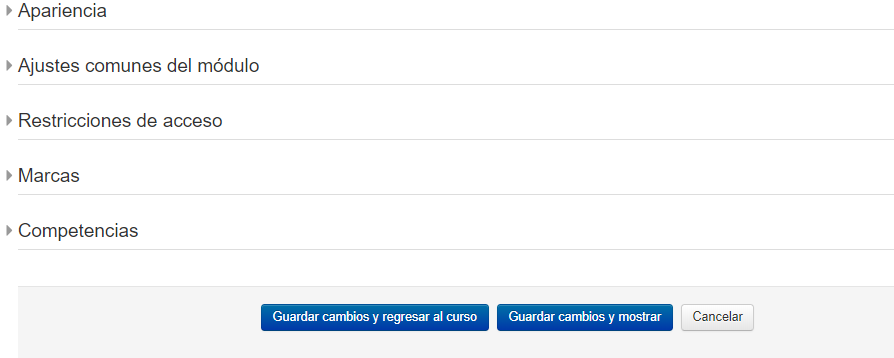 Apariencia
Ajustes comunes del módulo
Restricciones de acceso
Marcas
Competencias
Guardar cambios y regresar al curso Guardar cambios y mostrar Cancelar